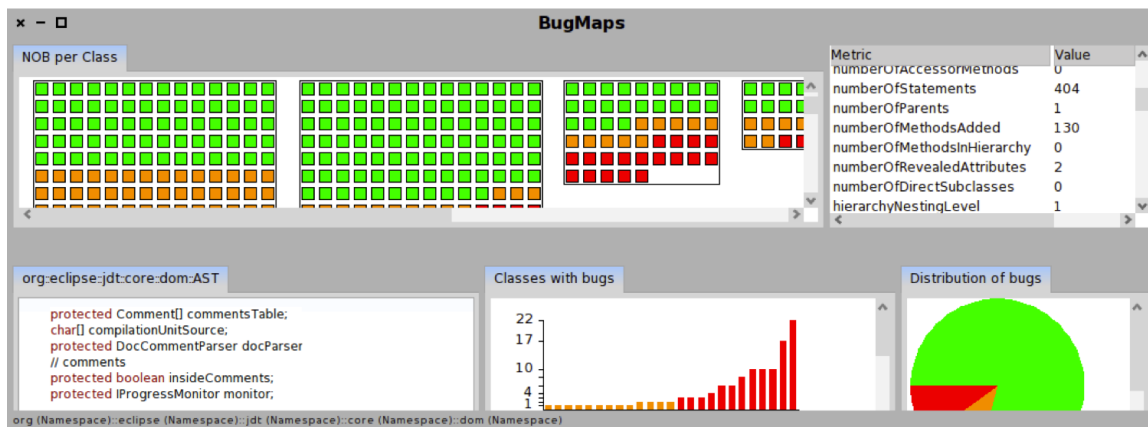 BugMaps
NOB per Class
Metric Value
numberOfAccessorMethods 0
numberOfStatements 404
numberOfParents 1
numberOfMethodsAdded 130
numberOfMethodsInHierarchy 0
numberOfRevealedAttributes 2
numberOfDirectSubclasses 0
hierarchyNestingLevel 1
org::eclipse::jdt::core::dom::AST
protected Comment[] commentsTable;
char[] compilationUnitSource;
protected DocCommentParser docParser
// comments
protected boolean insideComments;
protected IProgressMonitor monitor;
Classes with bugs
22
17
10
4
1
Distribution of bugs
org (Namespace)::eclipse (Namespace)::jdt (Namespace)::core (Namespace)::dom (Namespace)